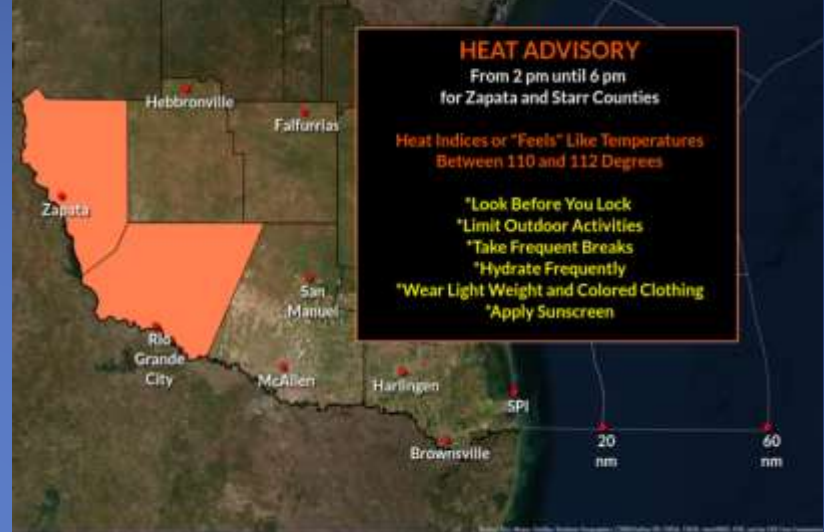 HEAT ADVISORY
From 2 pm until 6 pm
for Zapata and Starr Counties
Heat Indices or "Feels" Like Temperatures
Between 110 and 112 Degrees
*Look Before You Lock
*Limit Outdoor Activities
*Take Frequent Breaks
*Hydrate Frequently
*Wear Light Weight and Colored Clothing
*Apply Sunscreen
Hebbronville
Falfurrias
Zapata
San
Manuel
Rio
Grande
City
McAllen
Harlingen
SPI
Brownsville
20
nm
60
nm